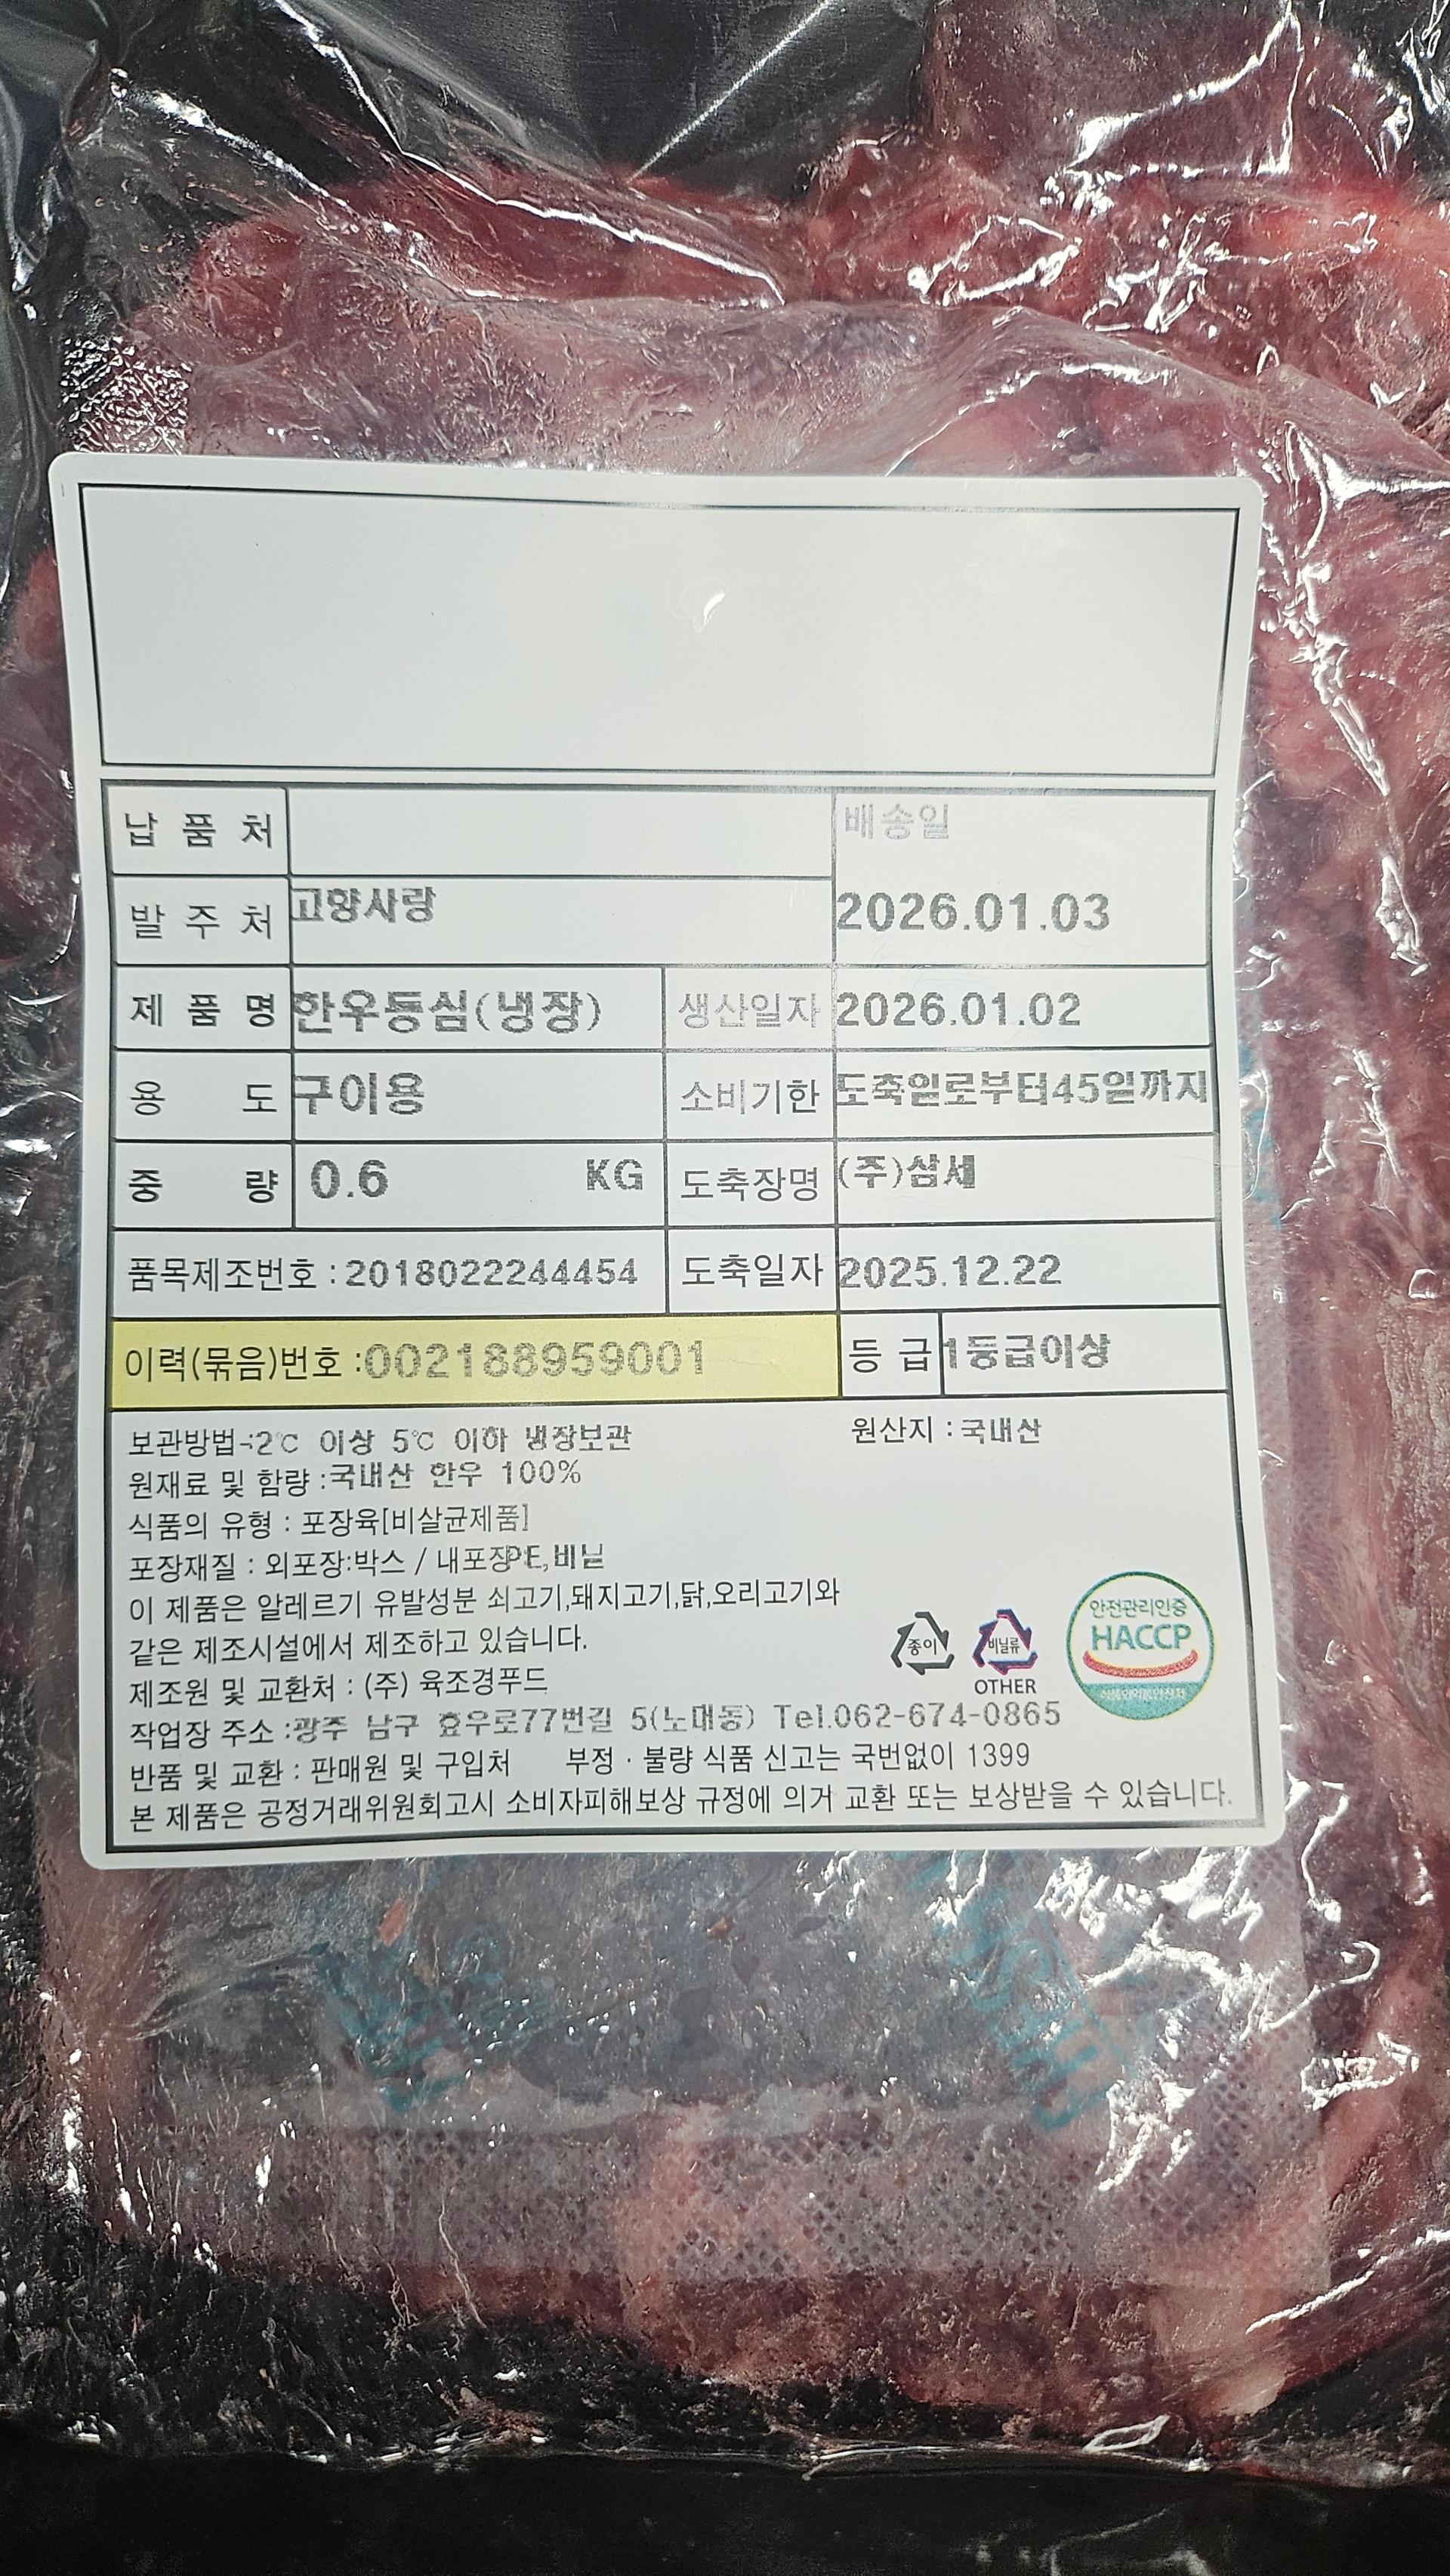 납 품 처
배송일
발 주 처 고향사랑 2026.01.03
제 품 명 한우등심(냉장) 생산일자 2026.01.02
용 도 구이용 소비기한 도축일로부터45일까지
중 량 0.6 KG 도축장명 (주)삼세
품목제조번호 : 2018022244454 도축일자 2025.12.22
이력(묶음)번호 :002188959001 등 급 1등급이상
보관방법-2℃ 이상 5℃ 이하 냉장보관 원산지 : 국내산
원재료 및 함량 :국내산 한우 100%
식품의 유형 : 포장육[비살균제품]
포장재질 : 외포장:박스 / 내포장PE,비닐
이 제품은 알레르기 유발성분 쇠고기,돼지고기,닭,오리고기와
같은 제조시설에서 제조하고 있습니다.
종이 비닐류
OTHER
안전관리인증
HACCP
제조원 및 교환처 : (주) 육조경푸드
작업장 주소 :광주 남구 효우로77번길 5(노대동) Tel.062-674-0865
반품 및 교환 : 판매원 및 구입처 부정 · 불량 식품 신고는 국번없이 1399
본 제품은 공정거래위원회고시 소비자피해보상 규정에 의거 교환 또는 보상받을 수 있습니다.